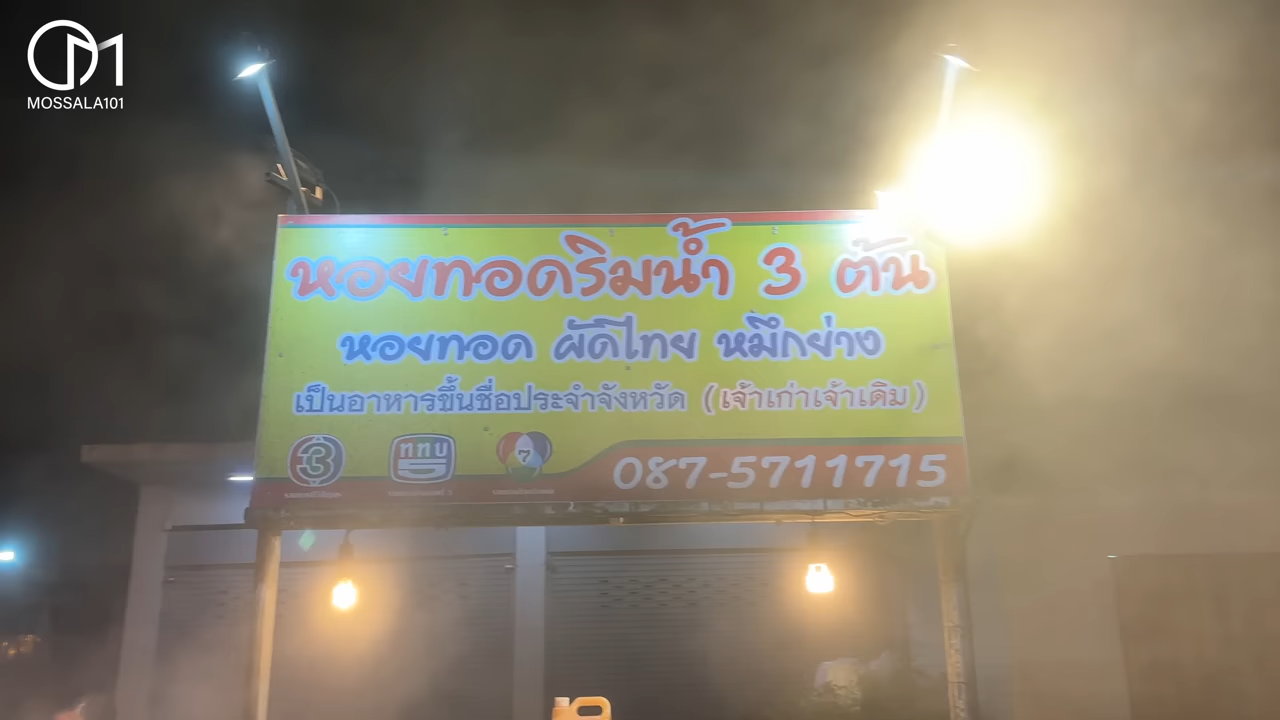 MOSSALA101
หอยทอดริมน้ำ 3 ต้น
หอยทอด ผัดไทย หมึกย่าง
เป็นอาหารขึ้นชื่อประจำจังหวัด (เจ้าเก่าเจ้าเดิม)
3
ททบ
5
7
087-5711715